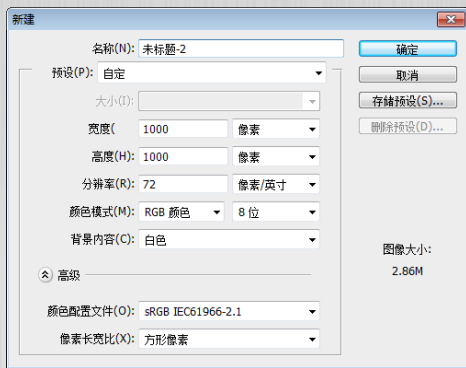 新建
名称(N): 未标题-2
确定
预设(P): 自定
取消
大小(I):
存储预设(S)...
宽度( 1000 像素
删除预设(D)...
高度(H): 1000 像素
分辨率(R): 72 像素/英寸
颜色模式(M): RGB 颜色 8 位
背景内容(C): 白色
图像大小:
2.86M
高级
颜色配置文件(O): sRGB IEC61966-2.1
像素长宽比(X): 方形像素